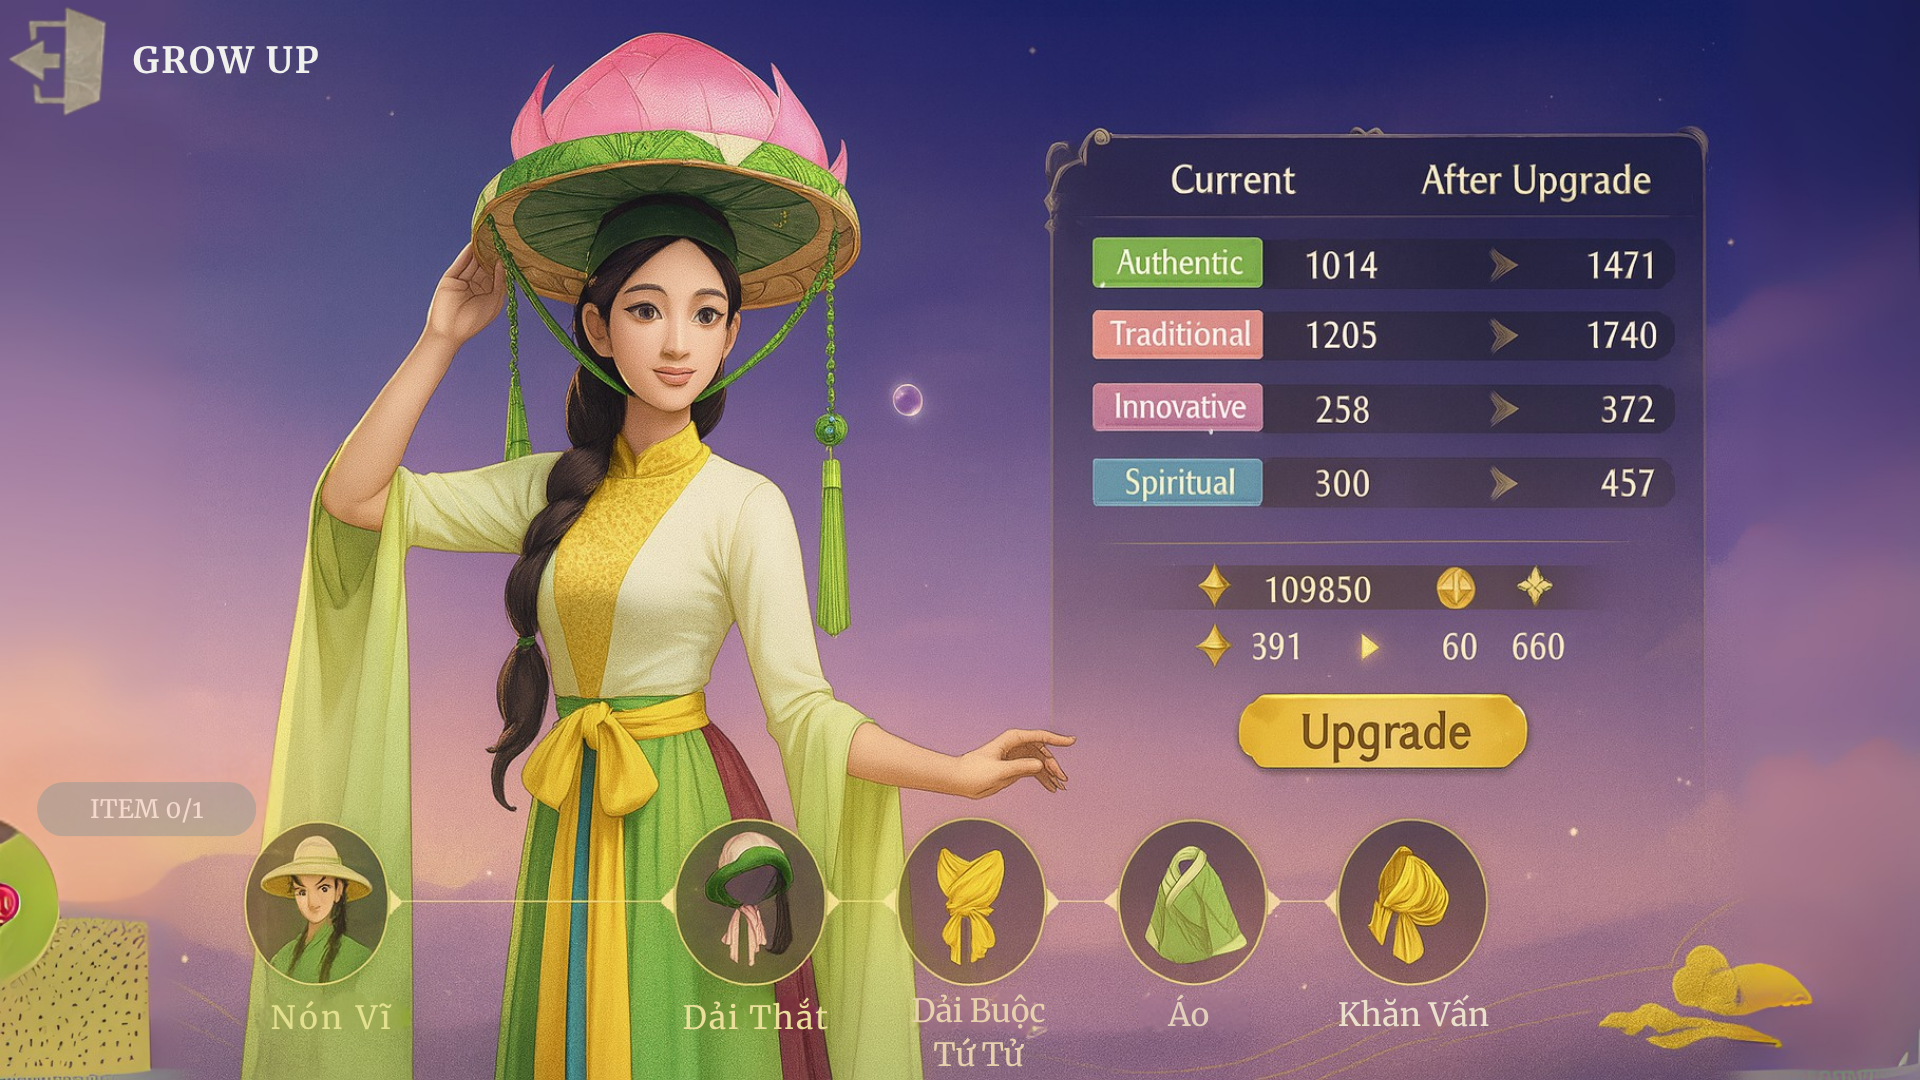 GROW UP
Current After Upgrade
Authentic 1014 1471
Traditional 1205 1740
Innovative 258 372
Spiritual 300 457
109850
391 60 660
Upgrade
ITEM 0/1
Nón Vĩ
Dải Thắt
Dải Buộc
Tứ Tử
Áo
Khăn Vấn